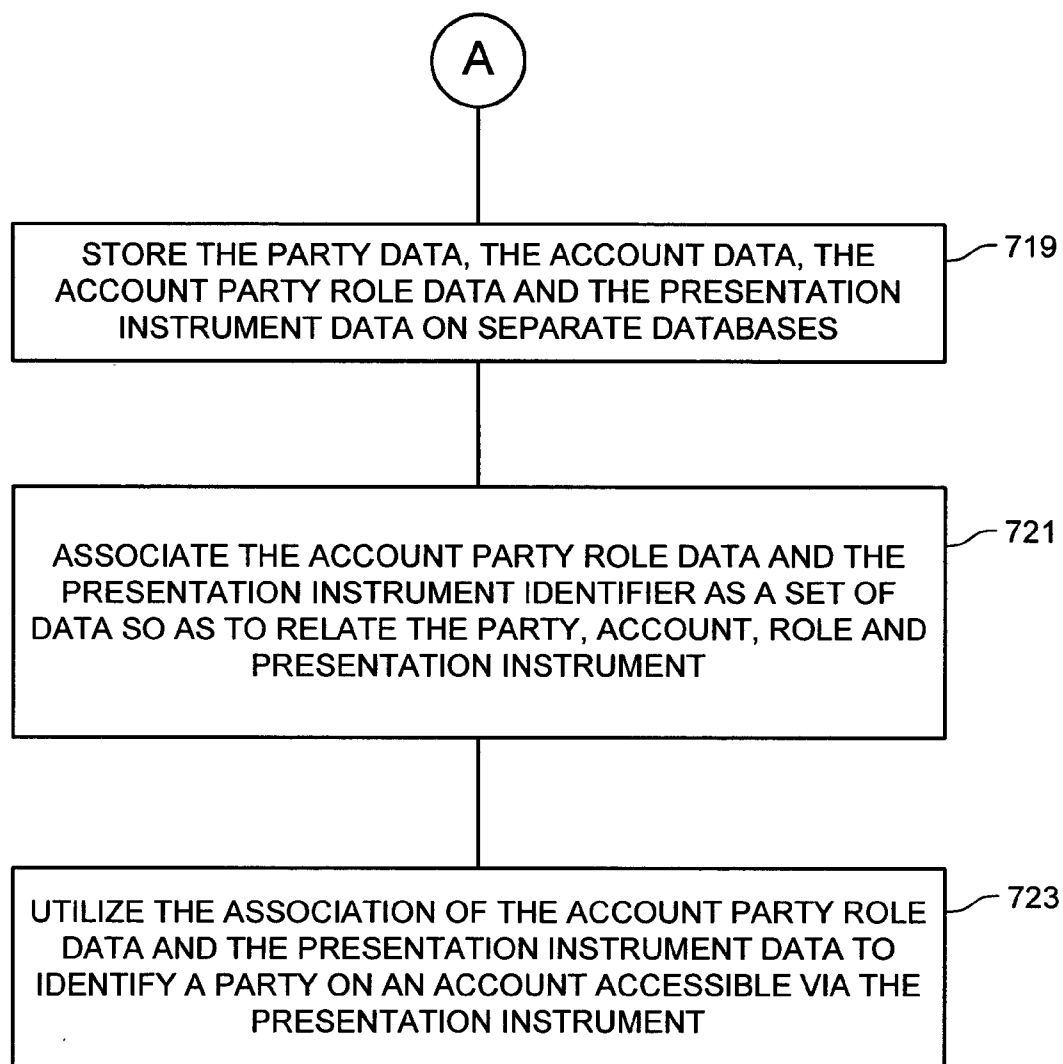 A
STORE THE PARTY DATA, THE ACCOUNT DATA, THE
ACCOUNT PARTY ROLE DATA AND THE PRESENTATION
INSTRUMENT DATA ON SEPARATE DATABASES
719
ASSOCIATE THE ACCOUNT PARTY ROLE DATA AND THE
PRESENTATION INSTRUMENT IDENTIFIER AS A SET OF
DATA SO AS TO RELATE THE PARTY, ACCOUNT, ROLE AND
PRESENTATION INSTRUMENT
721
UTILIZE THE ASSOCIATION OF THE ACCOUNT PARTY ROLE
DATA AND THE PRESENTATION INSTRUMENT DATA TO
IDENTIFY A PARTY ON AN ACCOUNT ACCESSIBLE VIA THE
PRESENTATION INSTRUMENT
723